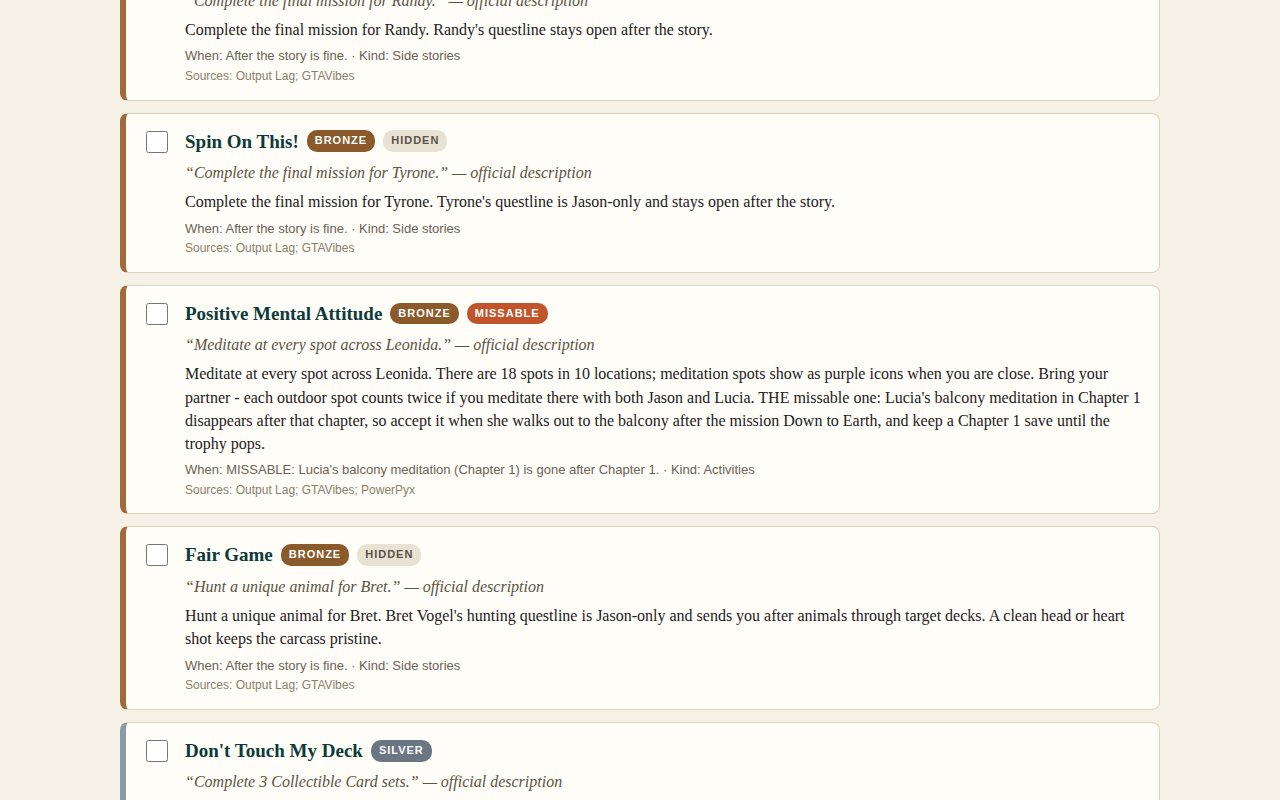 “Complete the final mission for Randy.” — official description
Complete the final mission for Randy. Randy's questline stays open after the story.
When: After the story is fine. · Kind: Side stories
Sources: Output Lag; GTAVibes
Spin On This! BRONZE HIDDEN
“Complete the final mission for Tyrone.” — official description
Complete the final mission for Tyrone. Tyrone's questline is Jason-only and stays open after the story.
When: After the story is fine. · Kind: Side stories
Sources: Output Lag; GTAVibes
Positive Mental Attitude BRONZE MISSABLE
“Meditate at every spot across Leonida.” — official description
Meditate at every spot across Leonida. There are 18 spots in 10 locations; meditation spots show as purple icons when you are close. Bring your
partner - each outdoor spot counts twice if you meditate there with both Jason and Lucia. THE missable one: Lucia's balcony meditation in Chapter 1
disappears after that chapter, so accept it when she walks out to the balcony after the mission Down to Earth, and keep a Chapter 1 save until the
trophy pops.
When: MISSABLE: Lucia's balcony meditation (Chapter 1) is gone after Chapter 1. · Kind: Activities
Sources: Output Lag; GTAVibes; PowerPyx
Fair Game BRONZE HIDDEN
“Hunt a unique animal for Bret.” — official description
Hunt a unique animal for Bret. Bret Vogel's hunting questline is Jason-only and sends you after animals through target decks. A clean head or heart
shot keeps the carcass pristine.
When: After the story is fine. · Kind: Side stories
Sources: Output Lag; GTAVibes
Don't Touch My Deck SILVER
“Complete 3 Collectible Card sets.” — official description